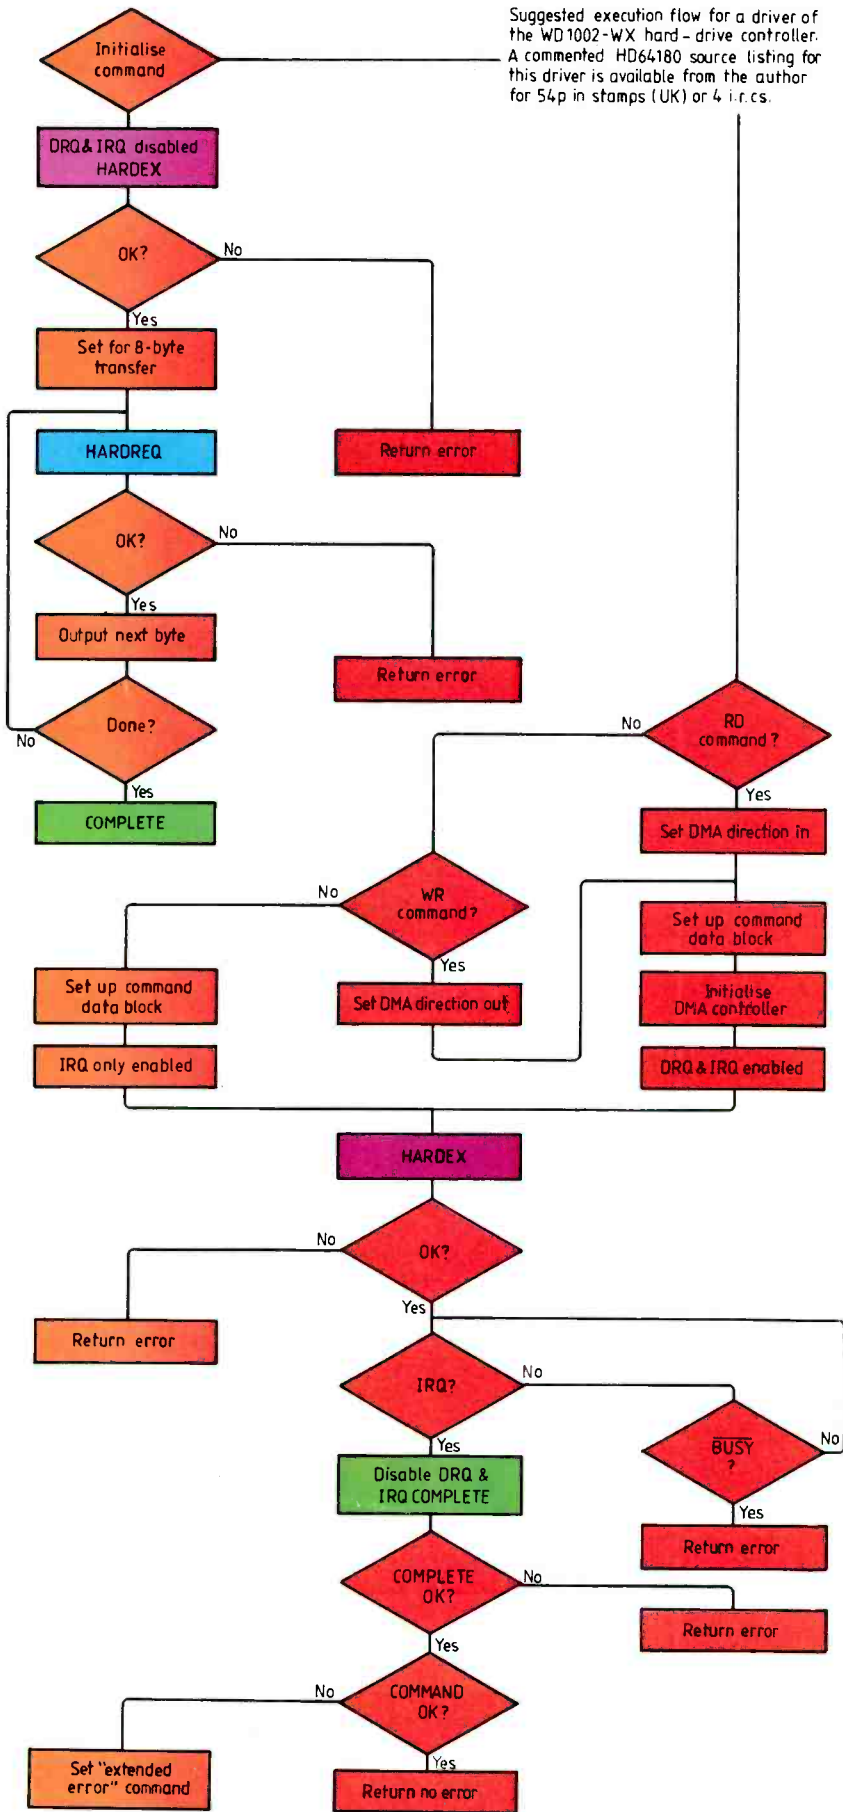 Suggested execution flow for a driver of
the WD1002-WX hard-drive controller.
A commented HD64180 source listing for
this driver is available from the author
for 54p in stamps (UK) or 4 i.r.cs.
Initialise
command
DRQ & IRQ disabled
HARDEX
OK?
No
Yes
Set for 8-byte
transfer
HARDREQ
Return error
OK?
No
Yes
Output next byte
Return error
Done?
No
Yes
COMPLETE
RD
command?
No
Yes
Set DMA direction in
WR
command?
No
Yes
Set up command
data block
Set up command
data block
Set DMA direction out
Initialise
DMA controller
IRQ only enabled
DRQ & IRQ enabled
HARDEX
OK?
No
Yes
Return error
IRQ?
No
Yes
BUSY
?
No
Yes
Disable DRQ &
IRQ COMPLETE
Return error
COMPLETE
OK?
No
Yes
Return error
COMMAND
OK?
No
Yes
Set "extended
error" command
Return no error